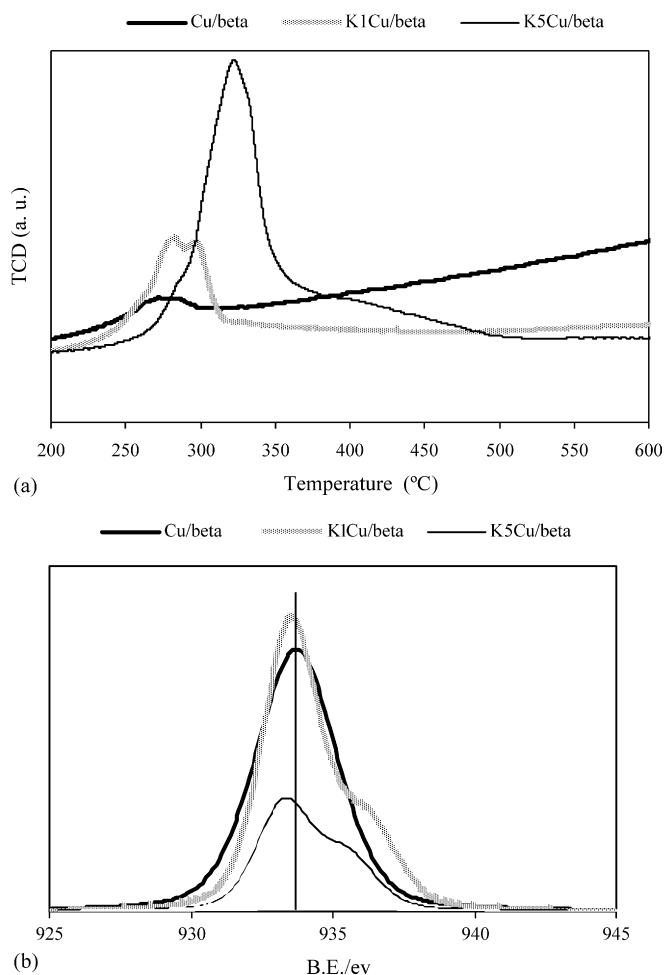 Cu/beta K1Cu/beta K5Cu/beta
TCD (a. u.)
200 250 300 350 400 450 500 550 600
(a) Temperature (ºC)
Cu/beta KlCu/beta K5Cu/beta
925 930 935 940 945
(b) B.E./ev